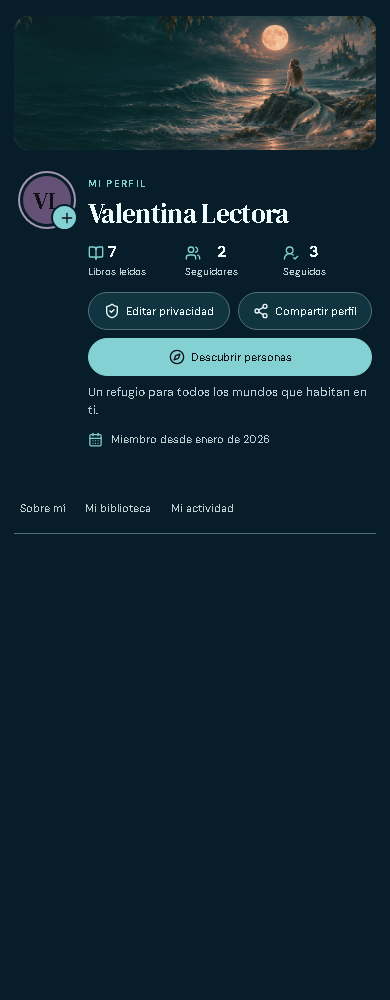 MI PERFIL
VL
Valentina Lectora
7 2 3
Libros leídos Seguidores Seguidos
Editar privacidad Compartir perfil
Descubrir personas
Un refugio para todos los mundos que habitan en
ti.
Miembro desde enero de 2026
Sobre mí Mi biblioteca Mi actividad